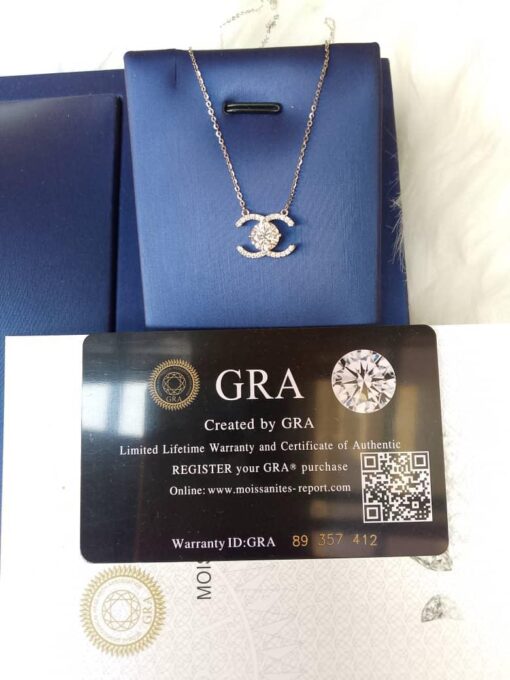 GRA
GRA
Created by GRA
Limited Lifetime Warranty and Certificate of Authentic
REGISTER your GRA® purchase
Online: www.moissanites-report.com
Warranty ID:GRA 89 357 412
GRA
MOIS